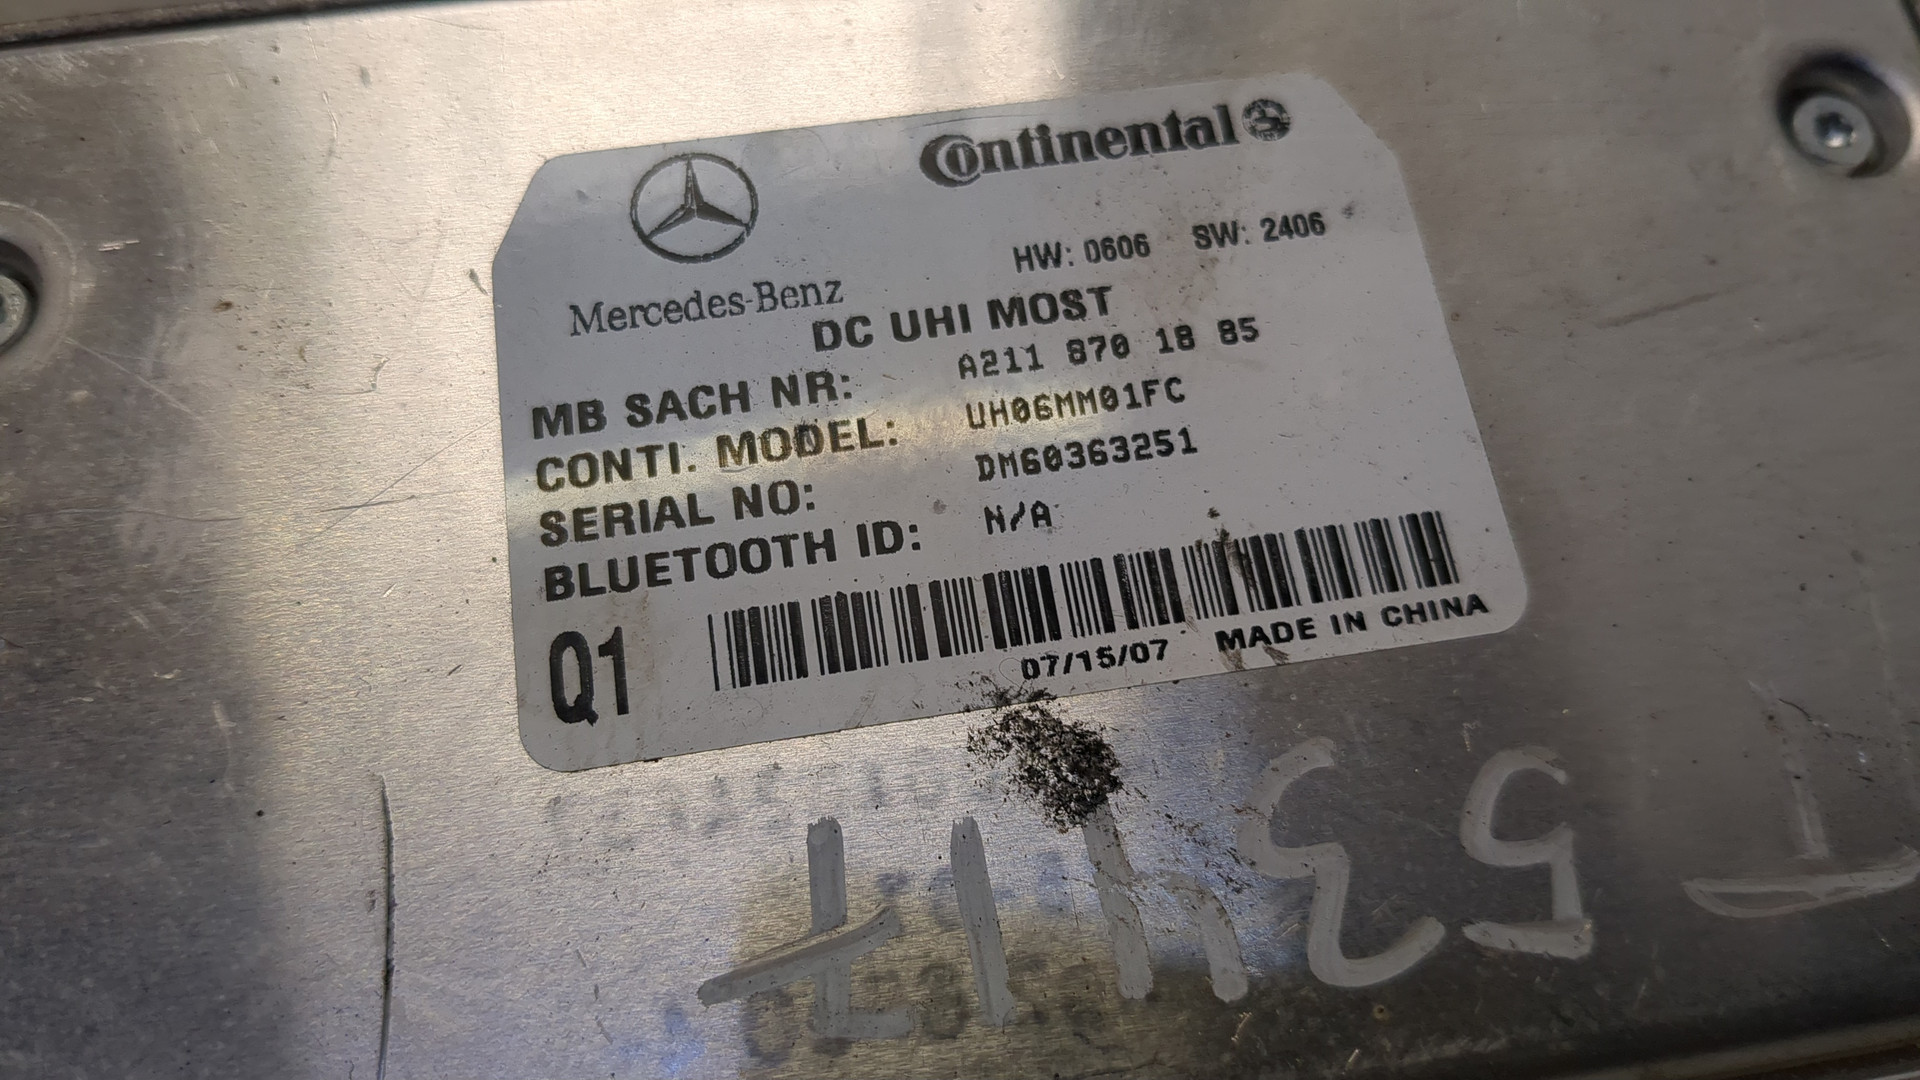 Continental
Mercedes-Benz
HW: 0606 SW: 2406
DC UHI MOST
MB SACH NR: A211 870 18 85
CONTI. MODEL: UH06MM01FC
SERIAL NO: DM60363251
BLUETOOTH ID: N/A
Q1
07/15/07 MADE IN CHINA